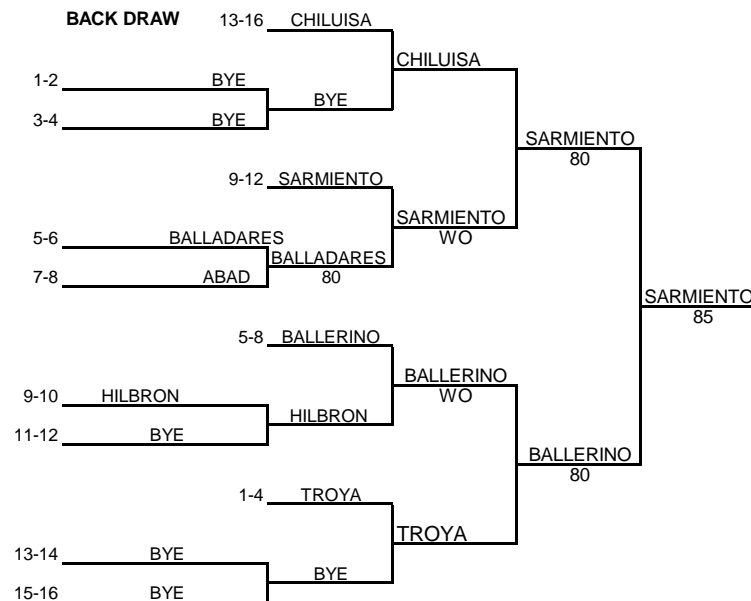 BACK DRAW
13-16 CHILUISA
CHILUISA
1-2 BYE
BYE
3-4 BYE
SARMIENTO
80
9-12 SARMIENTO
SARMIENTO
WO
5-6 BALLADARES
BALLADARES
80
7-8 ABAD
SARMIENTO
85
5-8 BALLERINO
BALLERINO
WO
9-10 HILBRON
HILBRON
11-12 BYE
BALLERINO
80
1-4 TROYA
TROYA
13-14 BYE
BYE
15-16 BYE